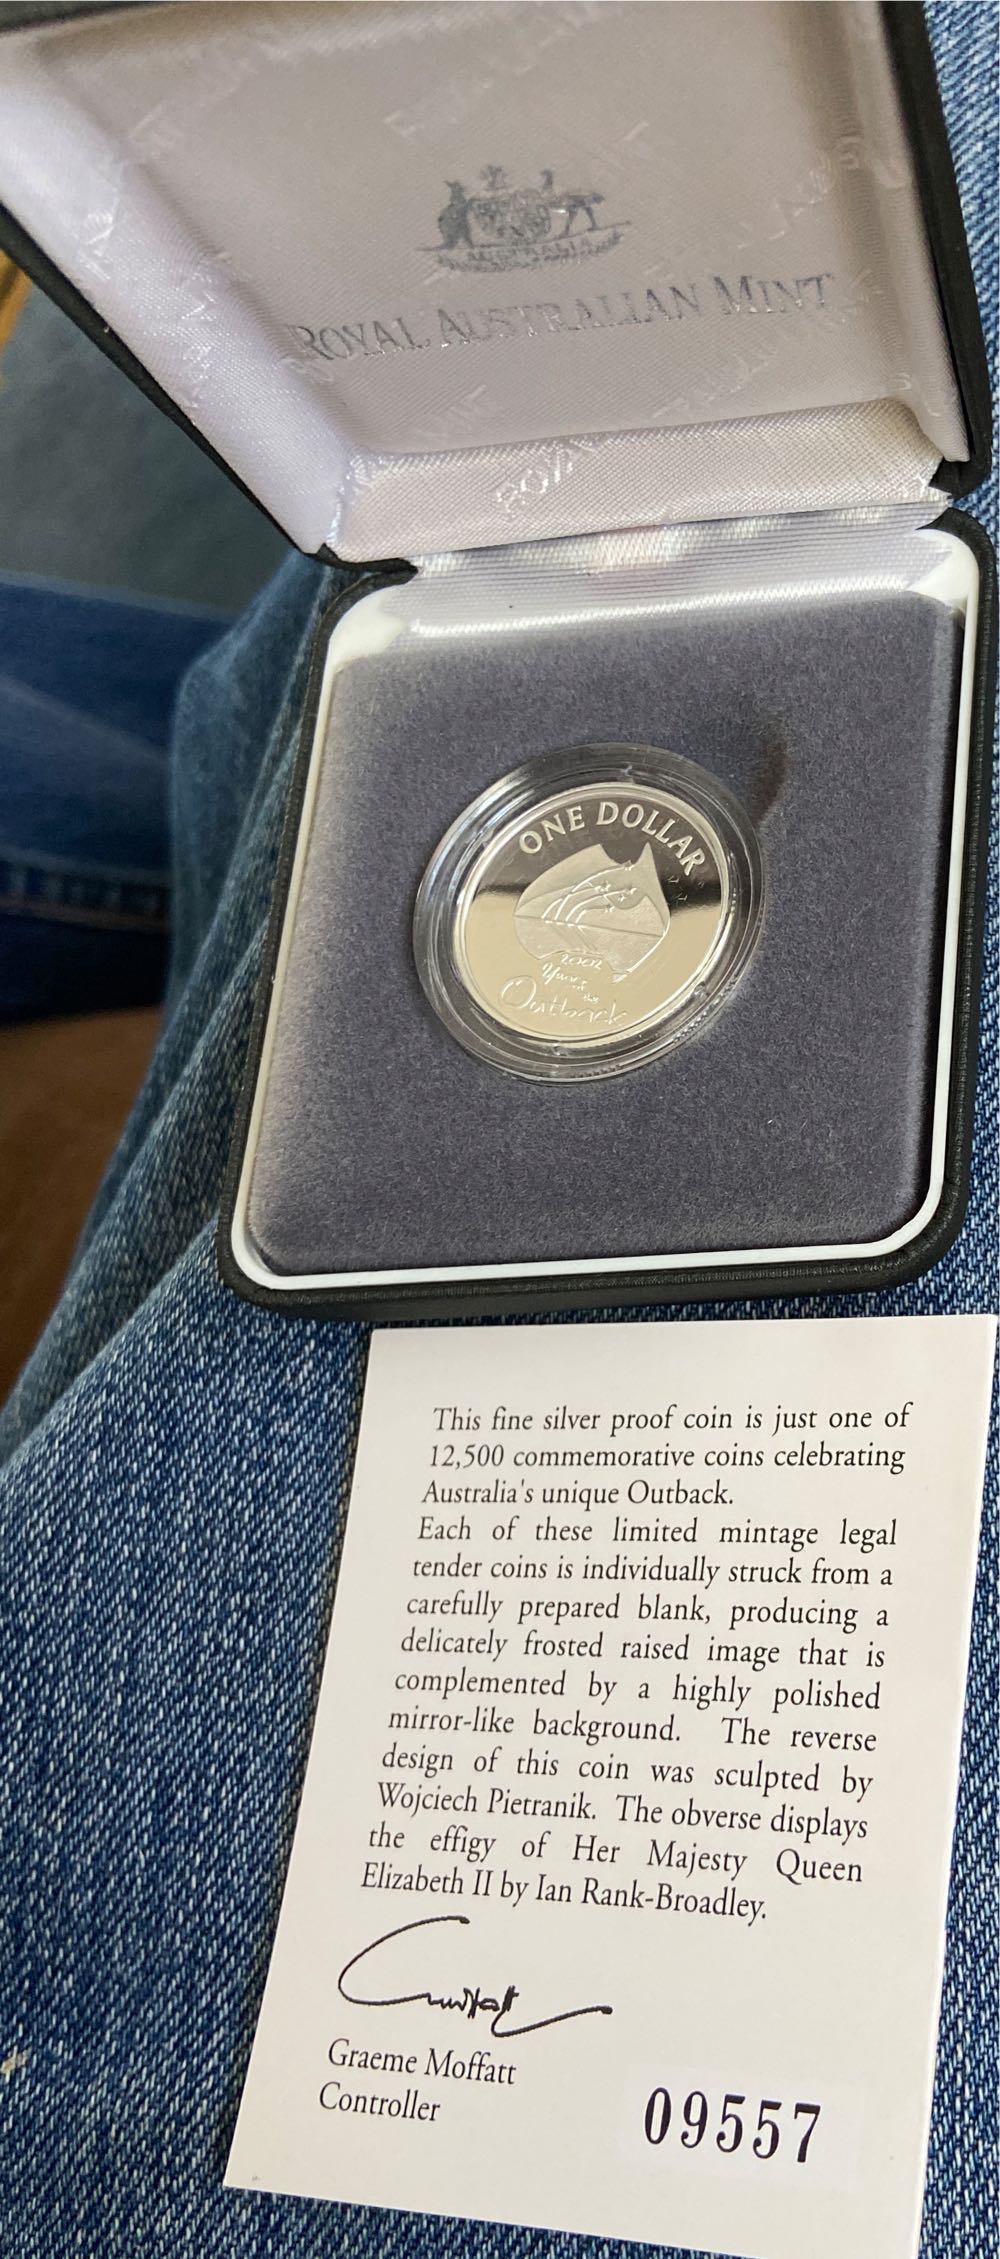 AUSTRALIA
ROYAL AUSTRALIAN MINT
ONE DOLLAR
2002
Year of the
Outback
This fine silver proof coin is just one of
12,500 commemorative coins celebrating
Australia's unique Outback.
Each of these limited mintage legal
tender coins is individually struck from a
carefully prepared blank, producing a
delicately frosted raised image that is
complemented by a highly polished
mirror-like background. The reverse
design of this coin was sculpted by
Wojciech Pietranik. The obverse displays
the effigy of Her Majesty Queen
Elizabeth II by Ian Rank-Broadley.
Graeme Moffatt
Controller
09557